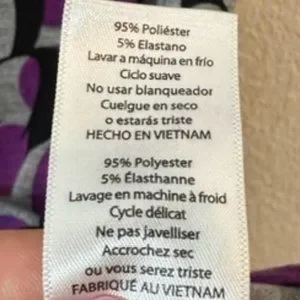 95% Poliéster
5% Elastano
Lavar a máquina en frío
Ciclo suave
No usar blanqueador
Cuelgue en seco
o estarás triste
HECHO EN VIETNAM
95% Polyester
5% Élasthanne
Lavage en machine à froid
Cycle délicat
Ne pas javelliser
Accrochez sec
ou vous serez triste
FABRIQUÉ AU VIETNAM